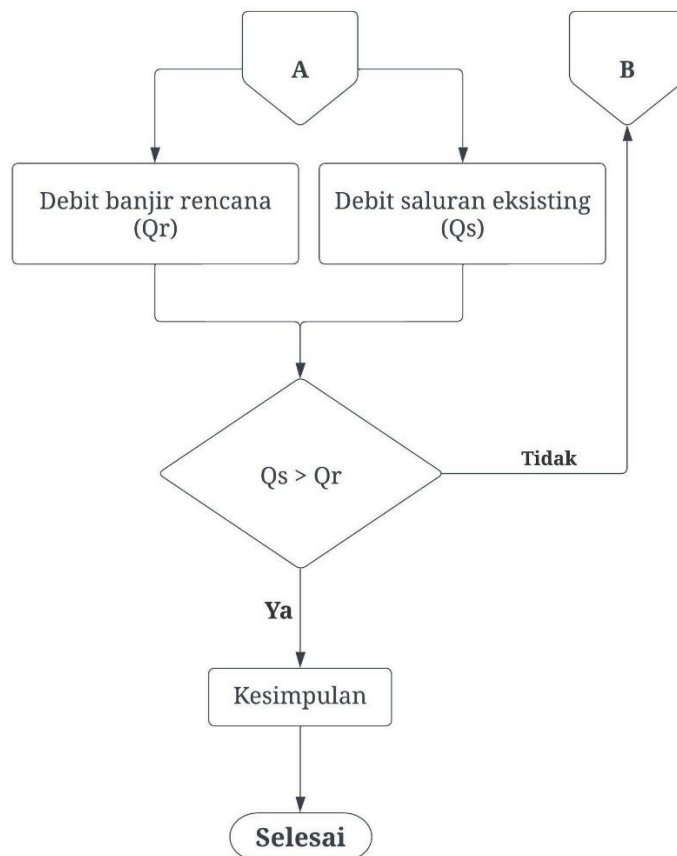 A
B
Debit banjir rencana
(Qr)
Debit saluran eksisting
(Qs)
Qs > Qr
Tidak
Ya
Kesimpulan
Selesai